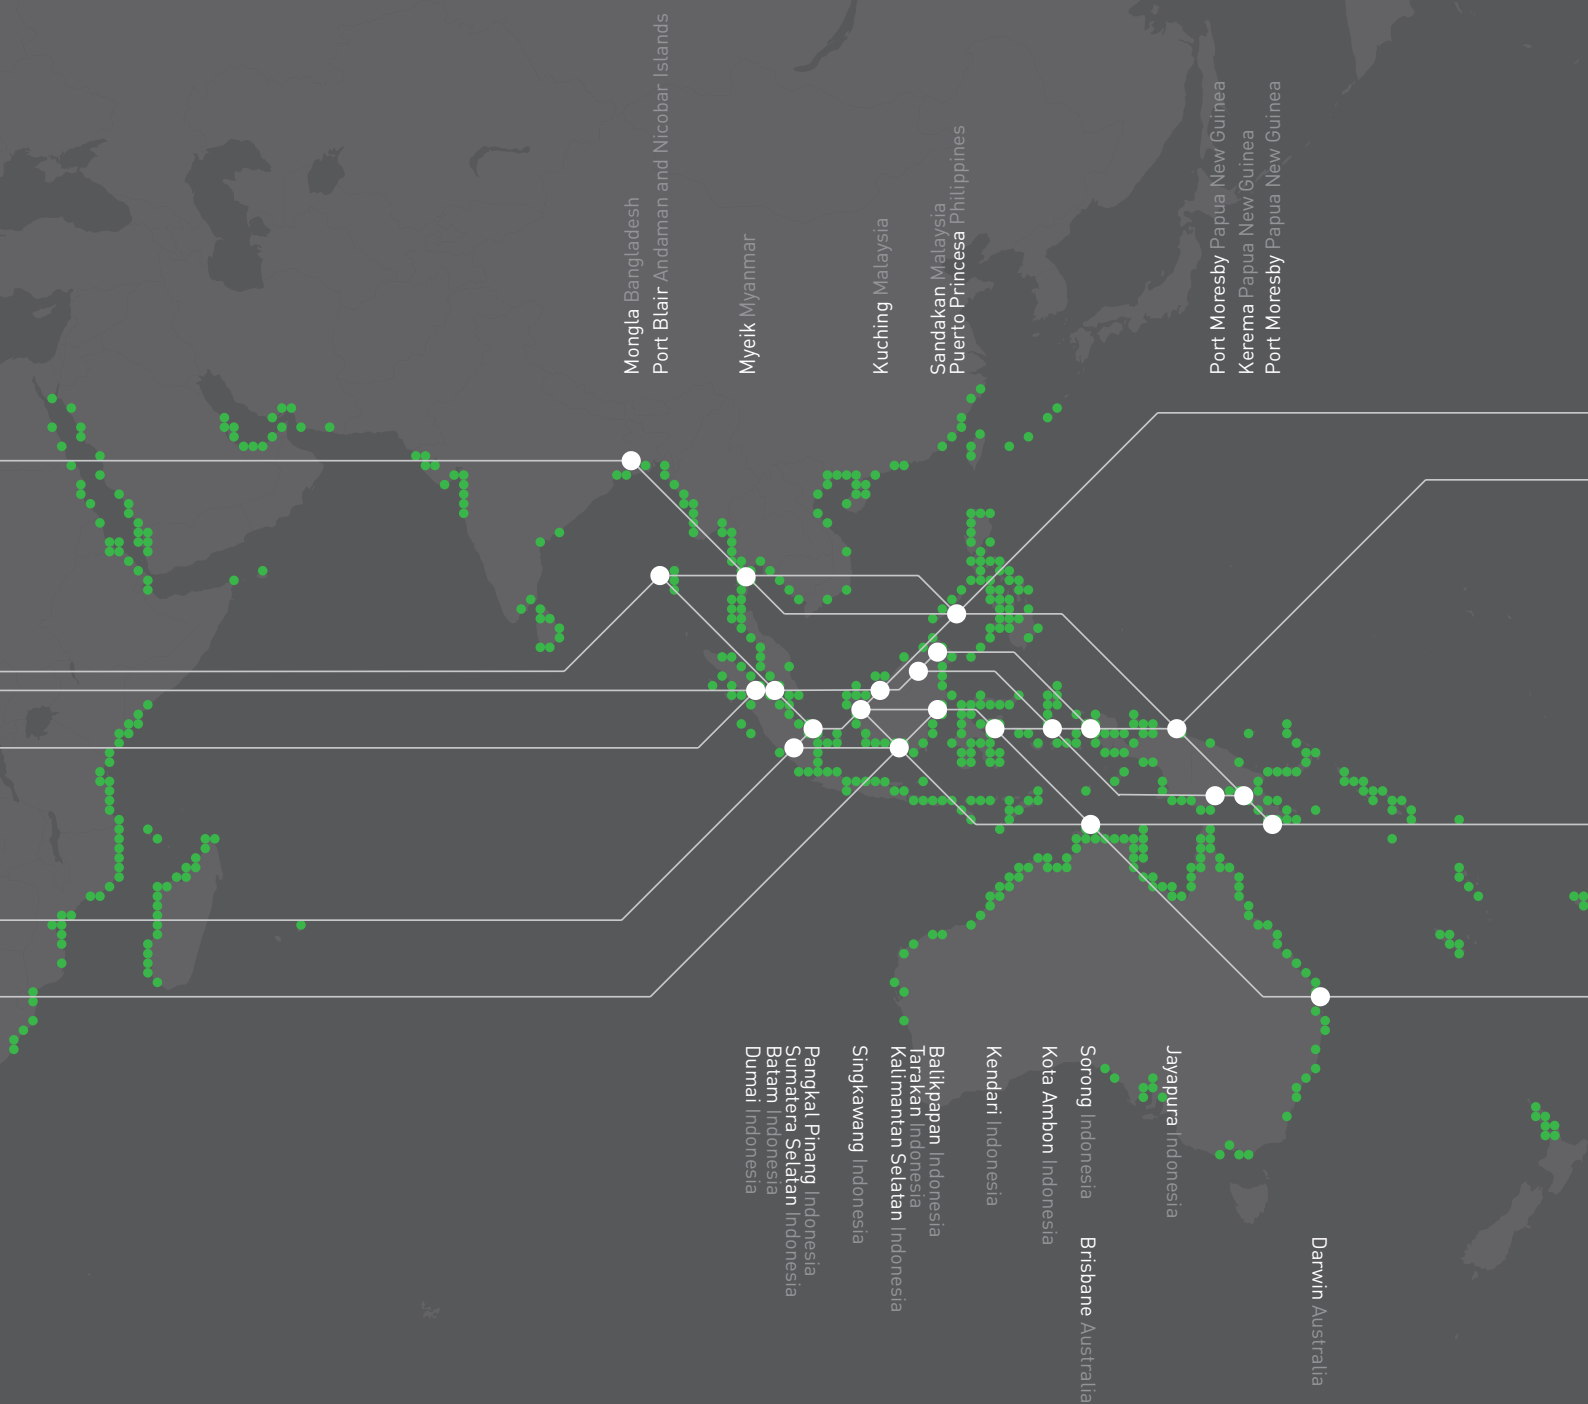 Mongla Bangladesh
Port Blair Andaman and Nicobar Islands
Myeik Myanmar
Kuching Malaysia
Sandakan Malaysia
Puerto Princesa Philippines
Port Moresby Papua New Guinea
Kerema Papua New Guinea
Port Moresby Papua New Guinea
Dumai Indonesia
Batam Indonesia
Sumatera Selatan Indonesia
Pangkal Pinang Indonesia
Singkawang Indonesia
Kalimantan Selatan Indonesia
Tarakan Indonesia
Balikpapan Indonesia
Kendari Indonesia
Kota Ambon Indonesia
Sorong Indonesia
Brisbane Australia
Jayapura Indonesia
Darwin Australia